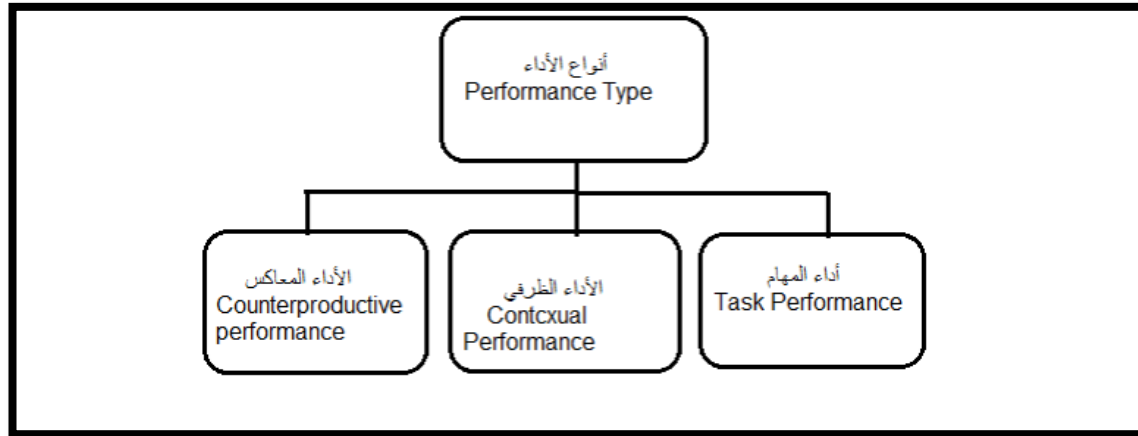 أنواع الأداء
Performance Type
أداء المهام
Task Performance
الأداء الظرفي
Contcxual
Performance
الأداء المعاكس
Counterproductive
performance